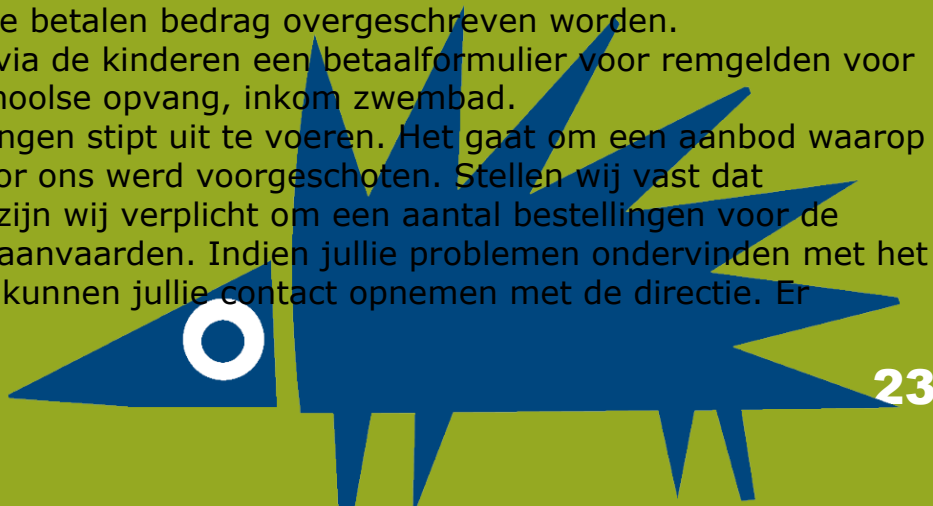 e betalen bedrag overgeschreven worden.
via de kinderen een betaalformulier voor remgelden voor
hoolse opvang, inkom zwembad.
ngen stipt uit te voeren. Het gaat om een aanbod waarop
or ons werd voorgeschoten. Stellen wij vast dat
zijn wij verplicht om een aantal bestellingen voor de
aanvaarden. Indien jullie problemen ondervinden met het
kunnen jullie contact opnemen met de directie. Er
23